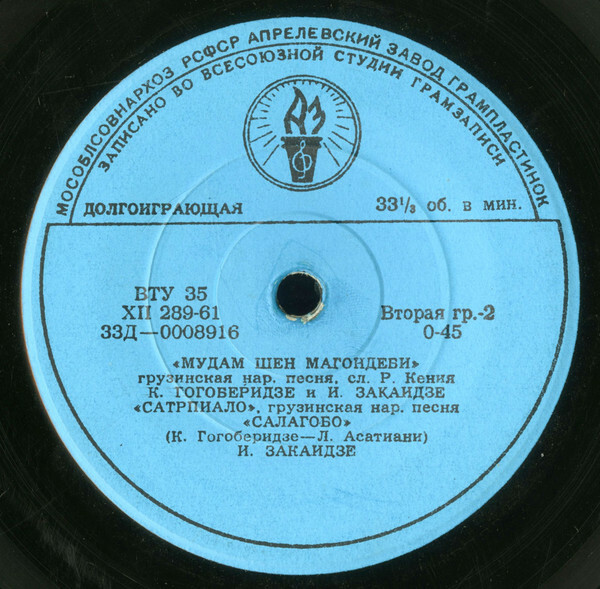 МОСОБЛСОВНАРХОЗ РСФСР АПРЕЛЕВСКИЙ ЗАВОД ГРАМПЛАСТИНОК
ЗАПИСАНО ВО ВСЕСОЮЗНОЙ СТУДИИ ГРАМЗАПИСИ
АЗ
ДОЛГОИГРАЮЩАЯ 33⅓ об. в мин.
ВТУ 35
ХП 289-61 Вторая гр.-2
33Д—0008916 0-45
«МУДАМ ШЕН МАГОНДЕБИ»
грузинская нар. песня, сл. Р. Кения
К. ГОГОБЕРИДЗЕ и И. ЗАКАИДЗЕ
«САТРПИАЛО», грузинская нар. песня
«САЛАГОБО»
(К. Гогоберидзе—Л. Асатиани)
И. ЗАКАИДЗЕ